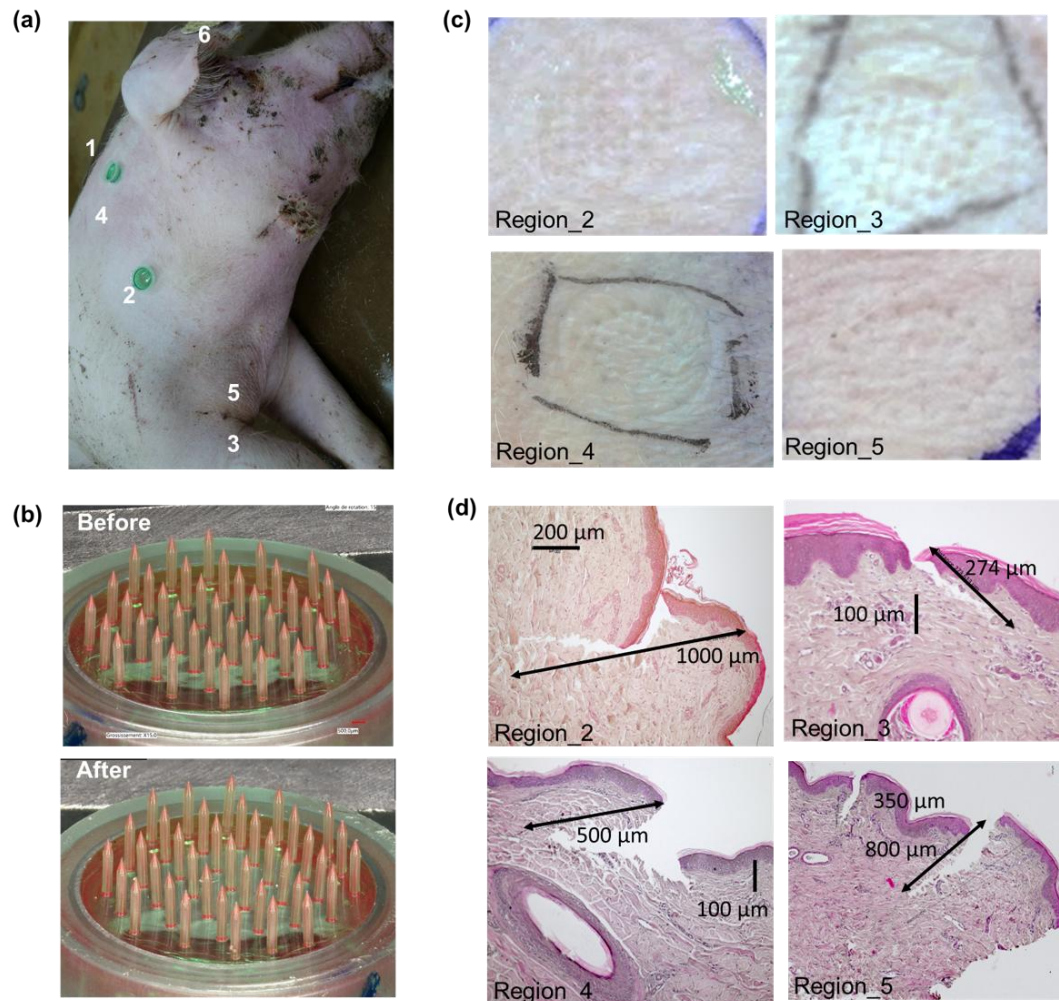 (a)
6
1
4
2
5
3
(b)
Before
Angle de rotation: 15
Grossissement: X15.0
500.0µm
After
(c)
Region_2
Region_3
Region_4
Region_5
(d)
200 µm
1000 µm
Region_2
274 µm
100 µm
Region_3
500 µm
100 µm
Region_4
350 µm
800 µm
Region_5